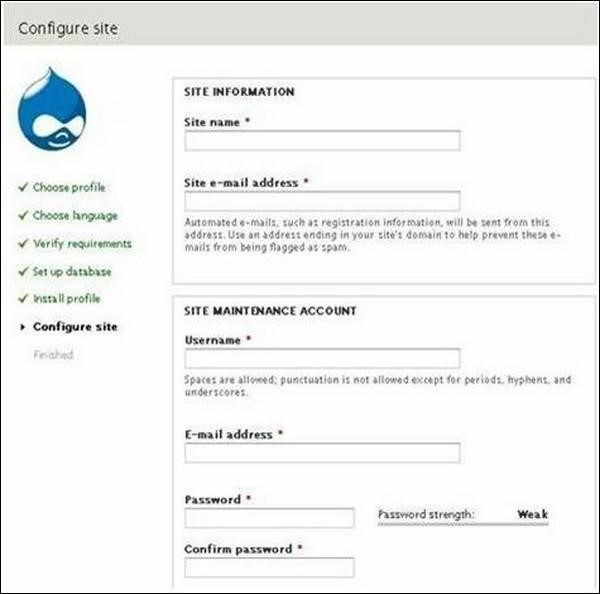 Configure site
Choose profile
Choose language
Verify requirements
Set up database
Install profile
Configure site
Finished
SITE INFORMATION
Site name *
Site e-mail address *
Automated e-mails, such as registration information, will be sent from this
address. Use an address ending in your site's domain to help prevent these e-
mails from being flagged as spam.
SITE MAINTENANCE ACCOUNT
Username *
Spaces are allowed; punctuation is not allowed except for periods, hyphens, and
underscores.
E-mail address *
Password *
Password strength: Weak
Confirm password *